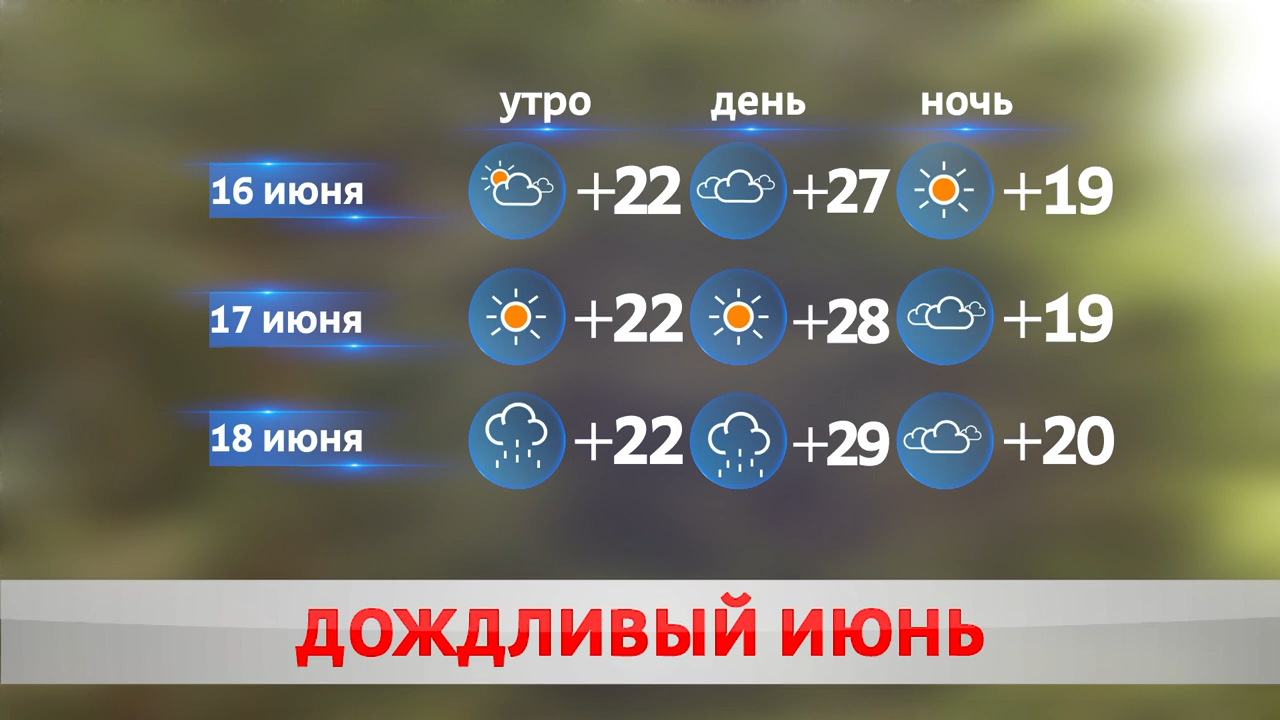 утро день ночь
16 июня +22 +27 +19
17 июня +22 +28 +19
18 июня +22 +29 +20
ДОЖДЛИВЫЙ ИЮНЬ